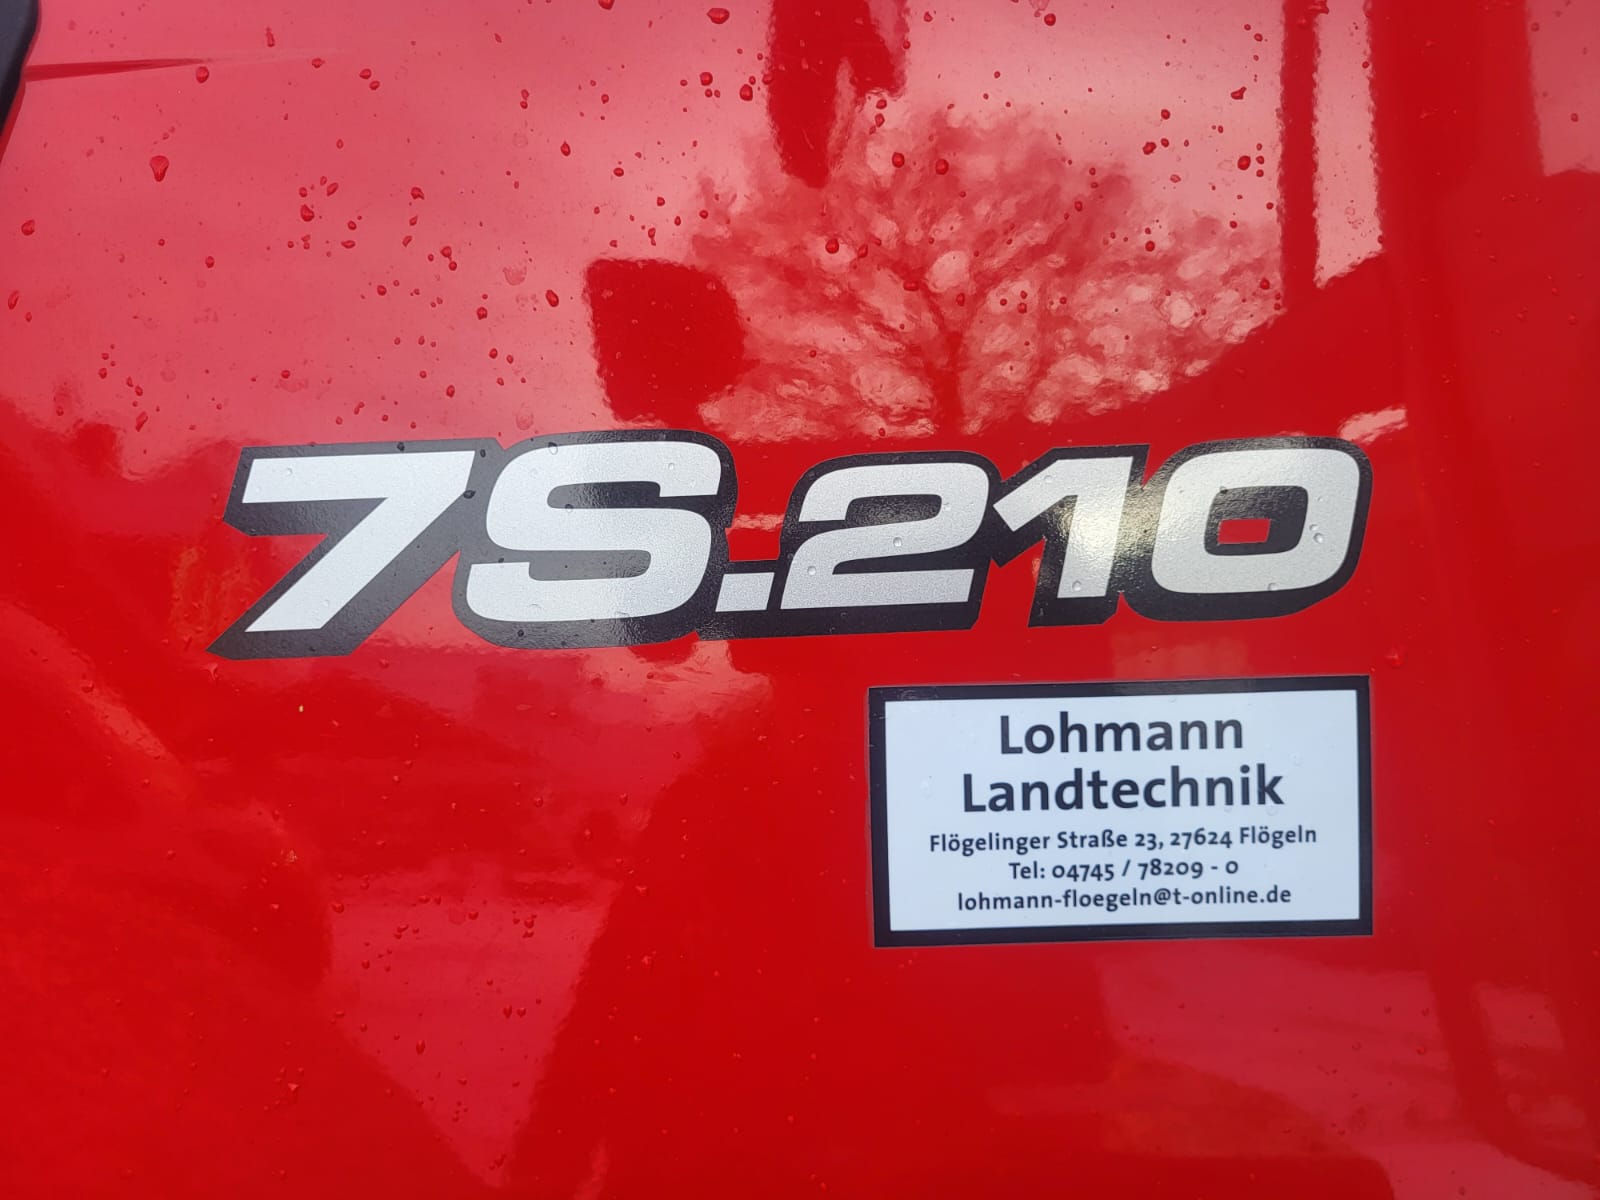 7S.210
Lohmann
Landtechnik
Flögelinger Straße 23, 27624 Flögeln
Tel: 04745 / 78209 - 0
lohmann-floegeln@t-online.de